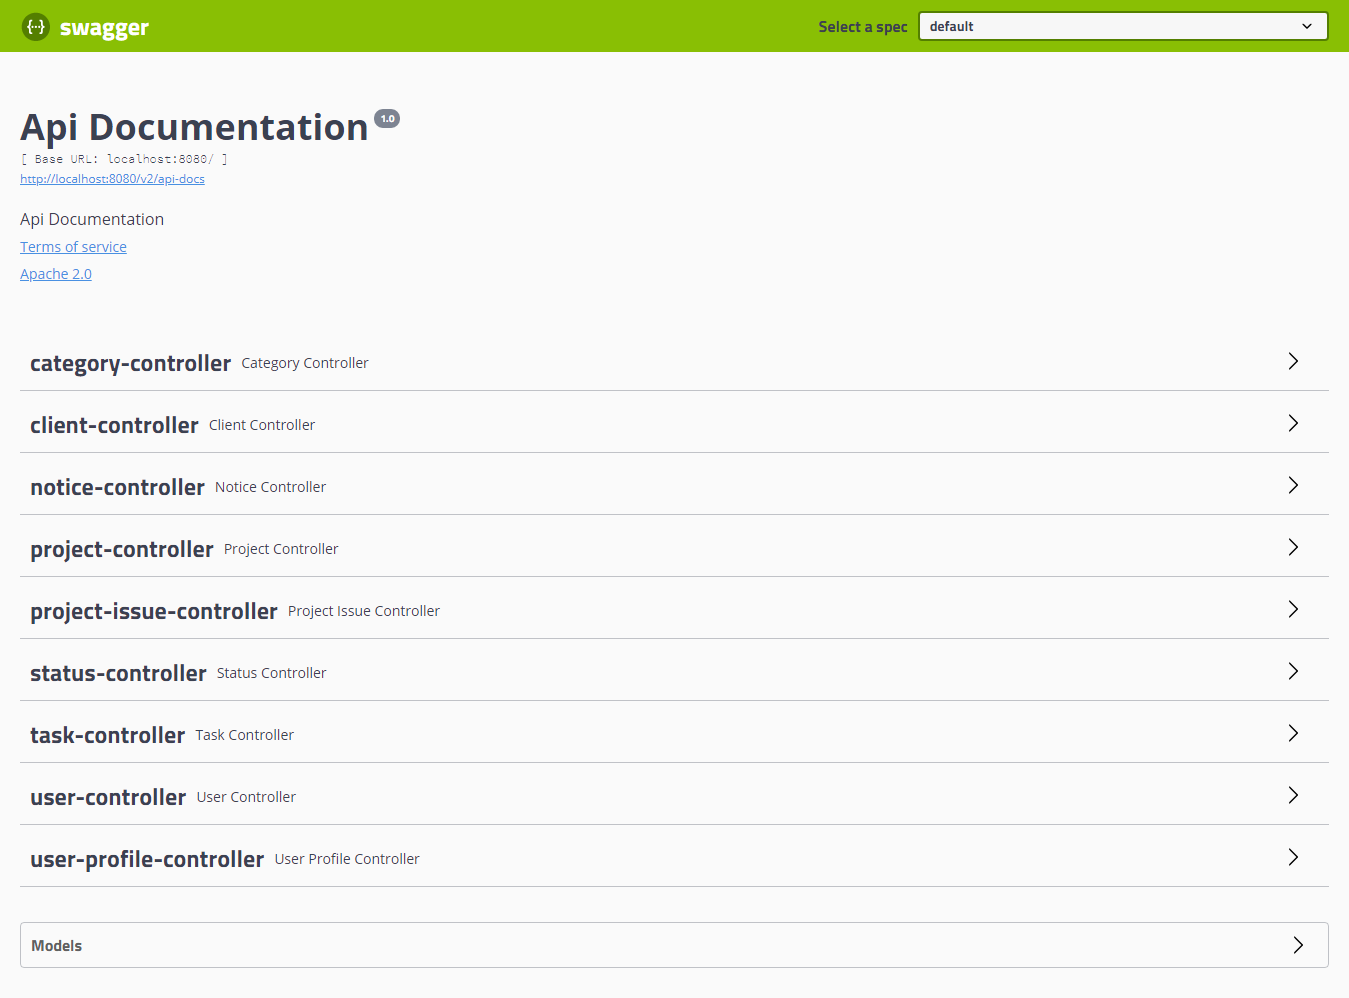 {···} swagger Select a spec default
Api Documentation 1.0
[ Base URL: localhost:8080/ ]
http://localhost:8080/v2/api-docs
Api Documentation
Terms of service
Apache 2.0
category-controller Category Controller
client-controller Client Controller
notice-controller Notice Controller
project-controller Project Controller
project-issue-controller Project Issue Controller
status-controller Status Controller
task-controller Task Controller
user-controller User Controller
user-profile-controller User Profile Controller
Models